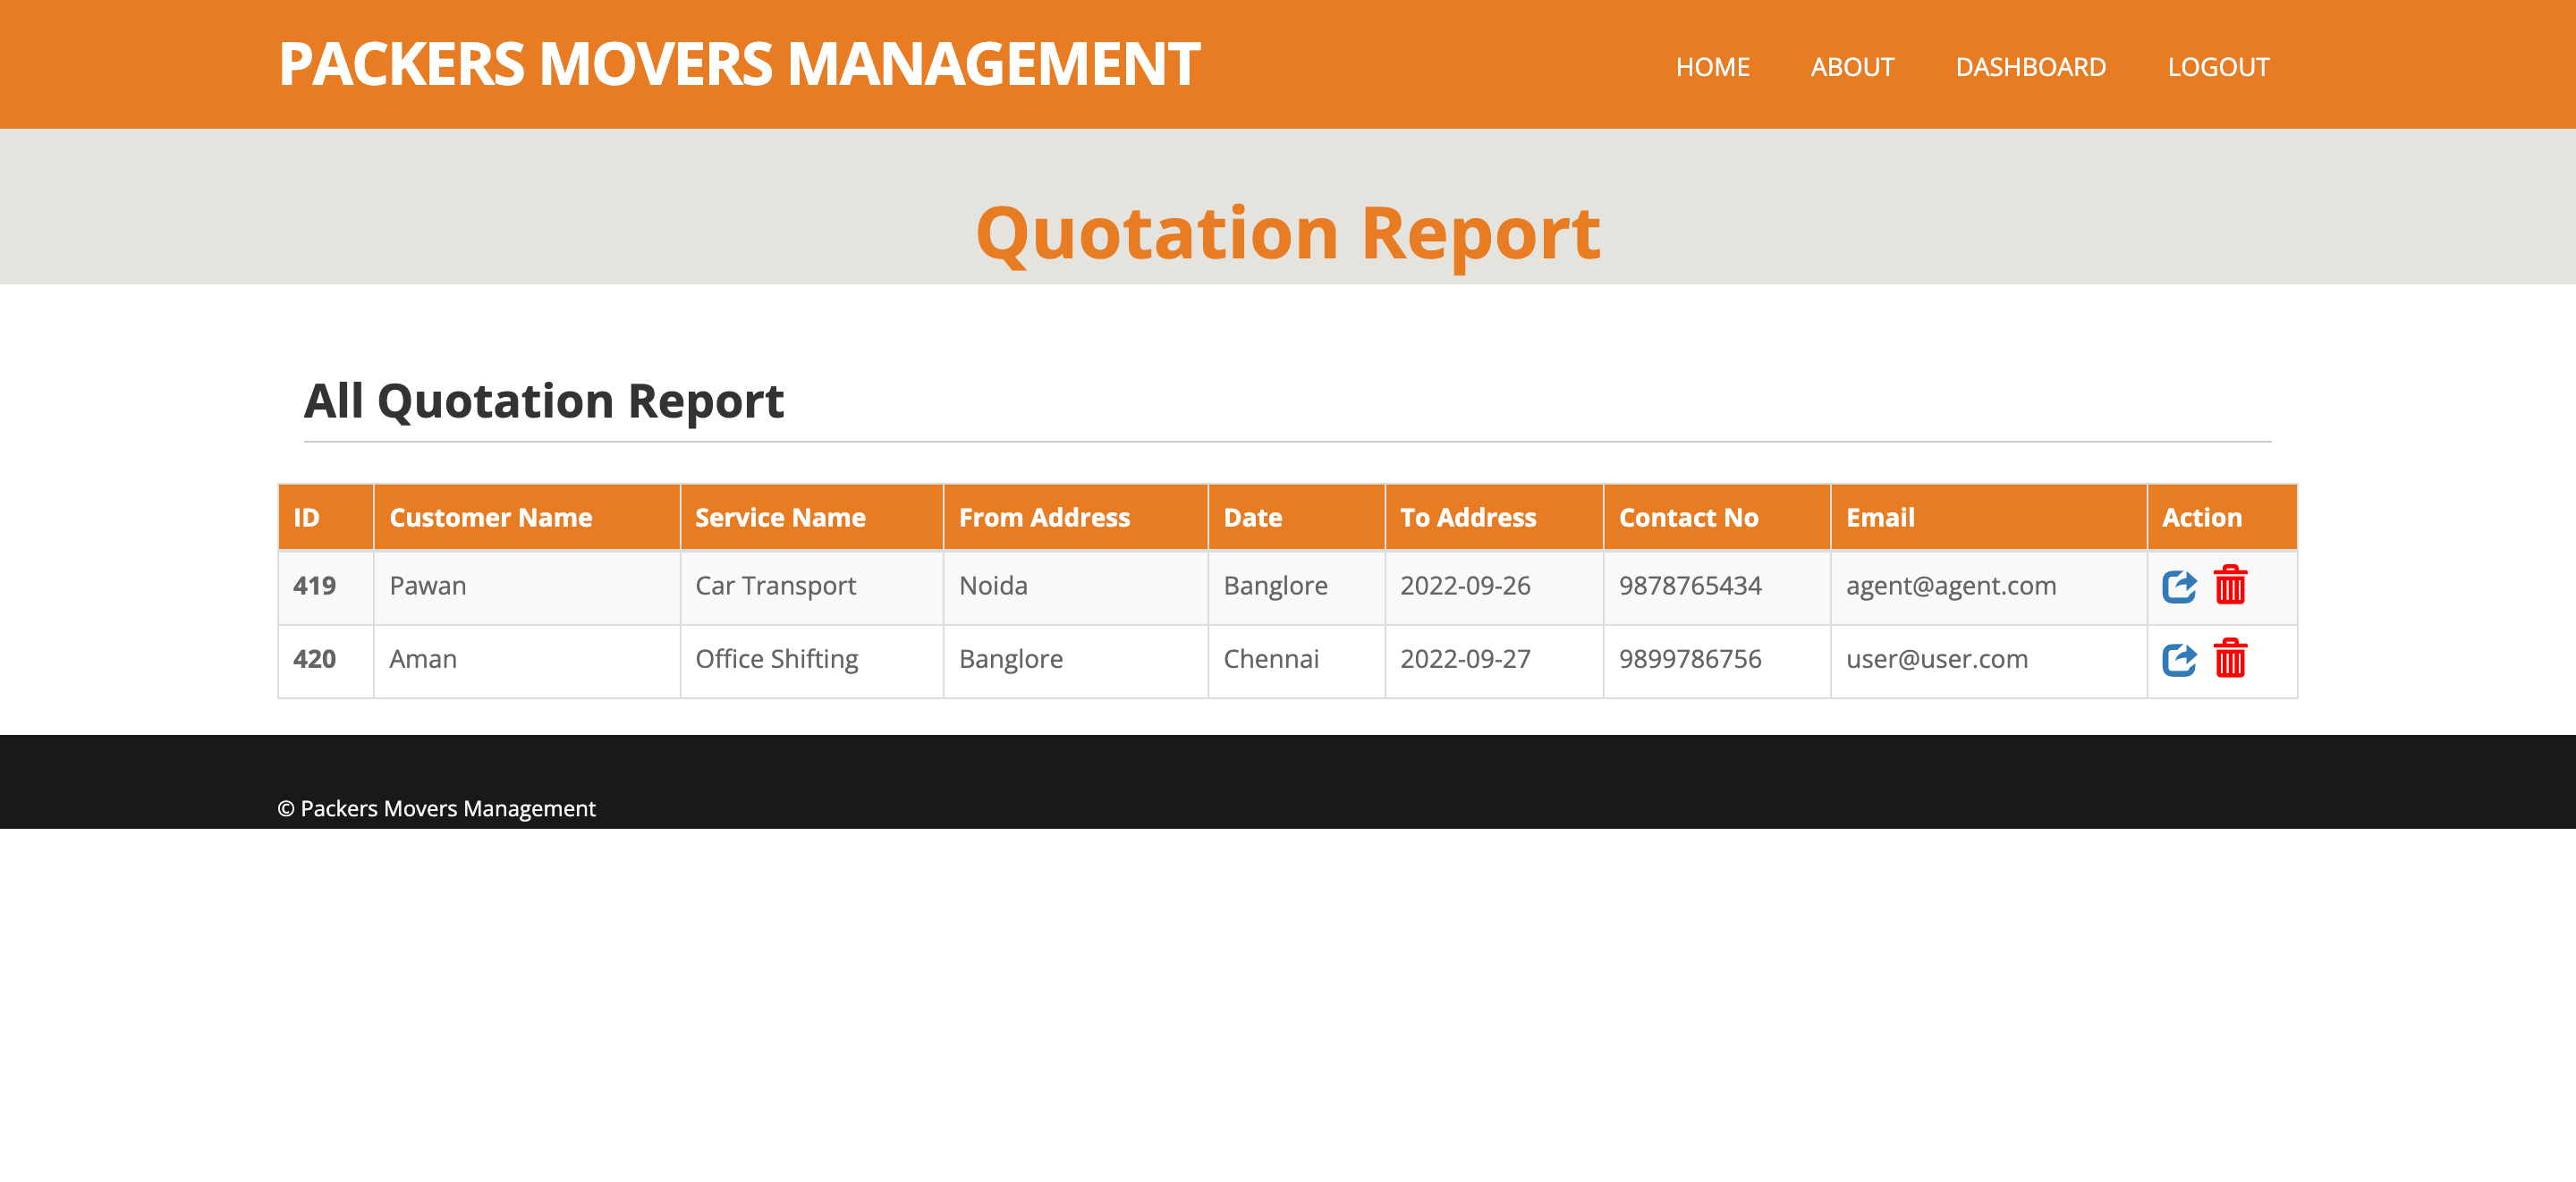 PACKERS MOVERS MANAGEMENT HOME ABOUT DASHBOARD LOGOUT
Quotation Report
All Quotation Report
ID Customer Name Service Name From Address Date To Address Contact No Email Action
419 Pawan Car Transport Noida Banglore 2022-09-26 9878765434 agent@agent.com
420 Aman Office Shifting Banglore Chennai 2022-09-27 9899786756 user@user.com
© Packers Movers Management